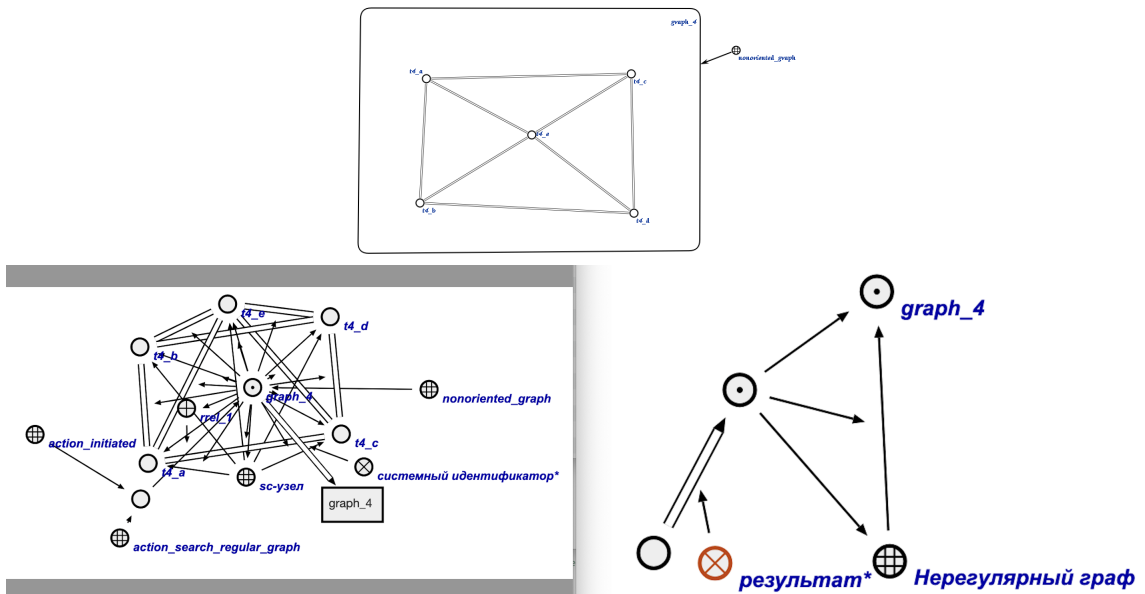 graph_4
nonoriented_graph
t4_a
t4_c
t4_e
t4_b
t4_d
t4_e
t4_d
t4_b
graph_4
nonoriented_graph
rrel_1
action_initiated
t4_c
t4_a
системный идентификатор*
sc-узел
graph_4
action_search_regular_graph
graph_4
результат*
Нерегулярный граф